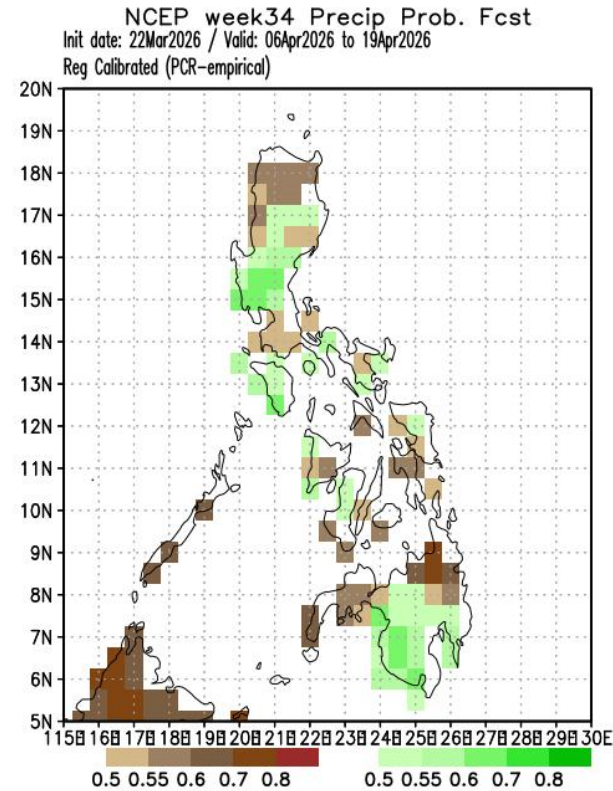 NCEP week34 Precip Prob. Fcst
Init date: 22Mar2026 / Valid: 06Apr2026 to 19Apr2026
Reg Calibrated (PCR-empirical)
20N
19N
18N
17N
16N
15N
14N
13N
12N
11N
10N
9N
8N
7N
6N
5N
115E 116E 117E 118E 119E 120E 121E 122E 123E 124E 125E 126E 127E 128E 129E 130E
0.5 0.55 0.6 0.7 0.8 0.5 0.55 0.6 0.7 0.8